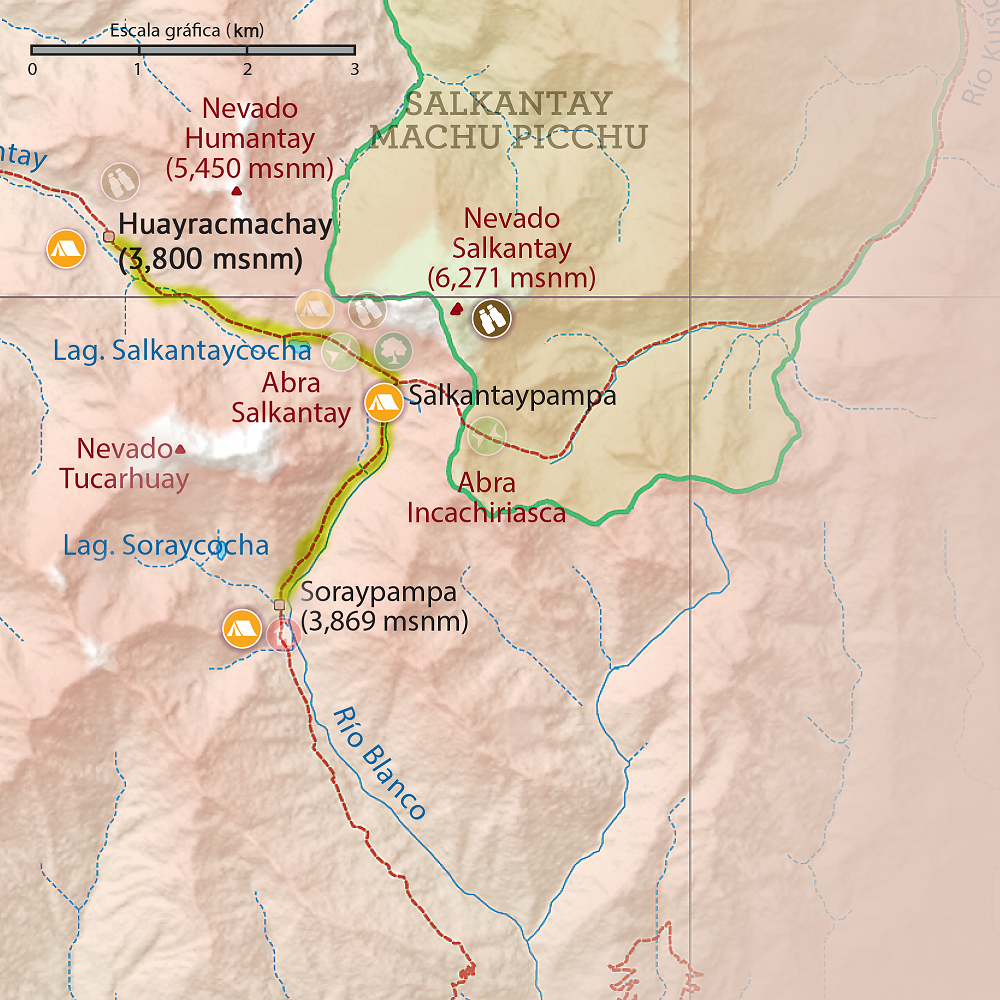 Escala gráfica (km)
0 1 2 3
SALKANTAY
MACHU PICCHU
Río
Nevado
Humantay
(5,450 msnm)
ntay
Huayracmachay
(3,800 msnm)
Nevado
Salkantay
(6,271 msnm)
Lag. Salkantaycocha
Abra
Salkantay
Salkantaypampa
Nevado
Tucarhuay
Abra
Incachiriasca
Lag. Soraycocha
Soraypampa
(3,869 msnm)
Río Blanco